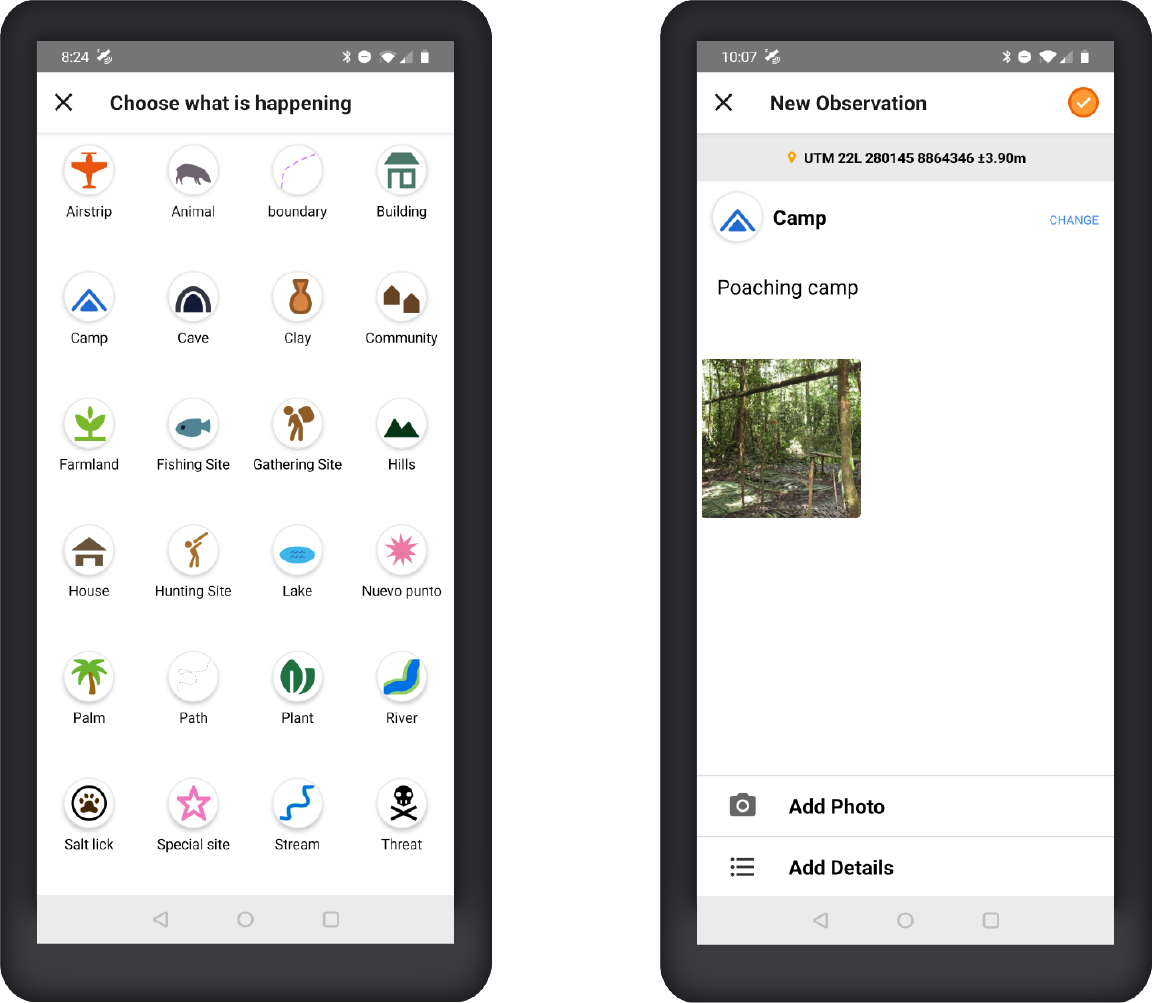 8:24
Choose what is happening
Airstrip Animal boundary Building
Camp Cave Clay Community
Farmland Fishing Site Gathering Site Hills
House Hunting Site Lake Nuevo punto
Palm Path Plant River
Salt lick Special site Stream Threat
10:07
New Observation
UTM 22L 280145 8864346 ±3.90m
Camp CHANGE
Poaching camp
Add Photo
Add Details